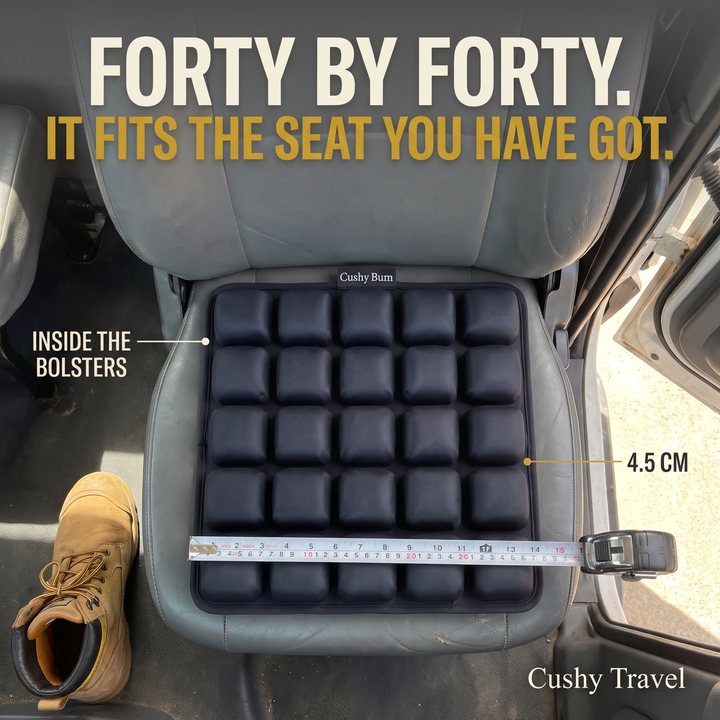 FORTY BY FORTY.
IT FITS THE SEAT YOU HAVE GOT.
Cushy Bum
INSIDE THE
BOLSTERS
4.5 CM
Cushy Travel